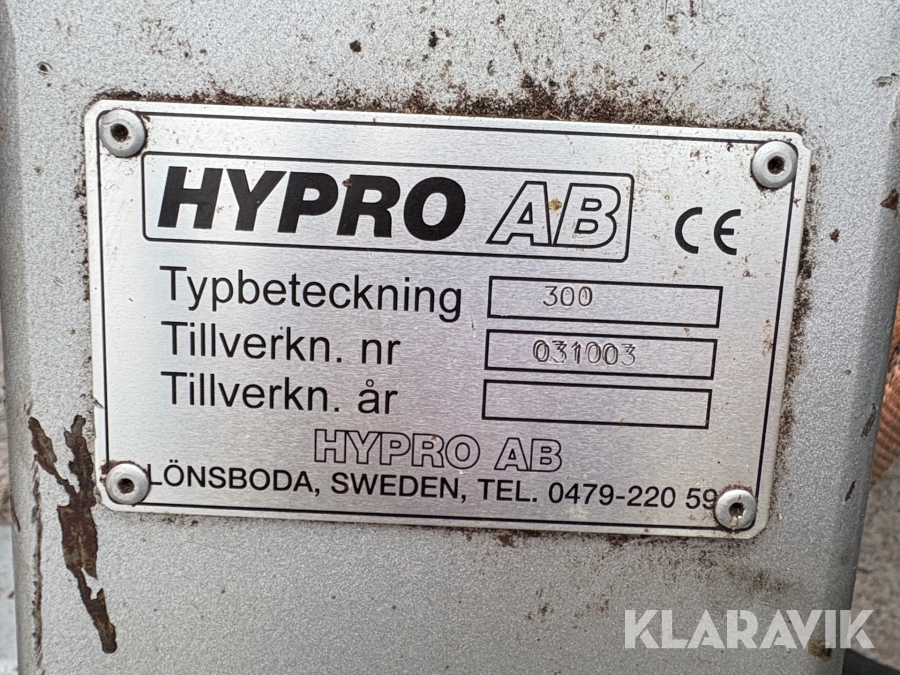 HYPRO AB CE
Typbeteckning 300
Tillverkn. nr 031003
Tillverkn. år
HYPRO AB
LÖNSBODA, SWEDEN, TEL. 0479-220 59
KLARAVIK